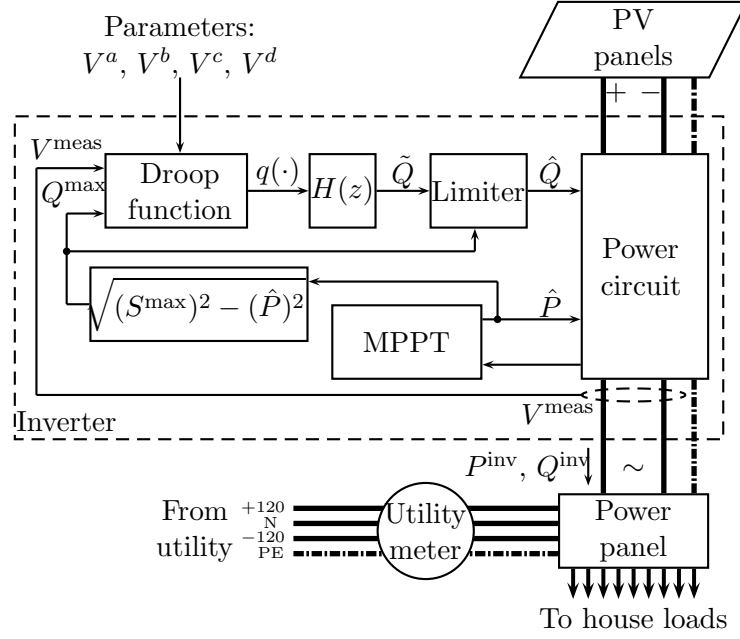 Parameters:
V^a, V^b, V^c, V^d
PV
panels
+ −
V^meas
Q^max
Droop
function
q(·)
H(z)
Q̃
Limiter
Q̂
Power
circuit
√(S^max)^2 − (P̂)^2
MPPT
P̂
V^meas
Inverter
P^inv, Q^inv
~
From
utility
+120
N
−120
PE
Utility
meter
Power
panel
To house loads